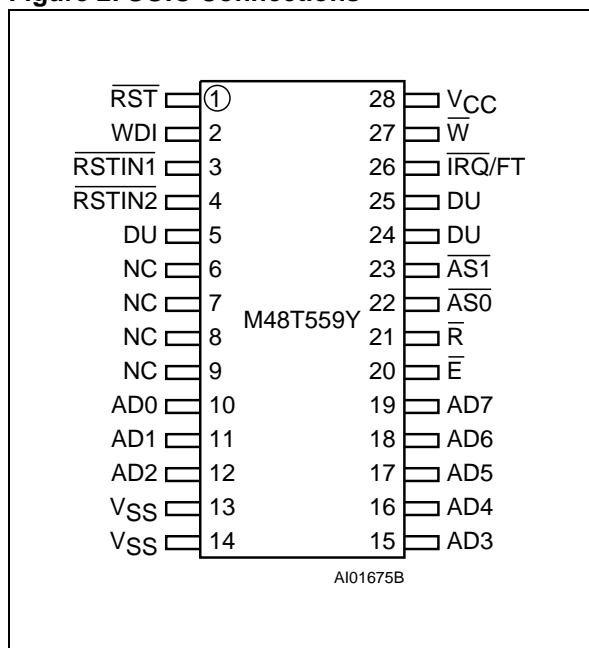 Figure 2. SOIC Connections
RST 1 28 VCC
WDI 2 27 W
RSTIN1 3 26 IRQ/FT
RSTIN2 4 25 DU
DU 5 24 DU
NC 6 23 AS1
NC 7 22 AS0
M48T559Y
NC 8 21 R
NC 9 20 E
AD0 10 19 AD7
AD1 11 18 AD6
AD2 12 17 AD5
VSS 13 16 AD4
VSS 14 15 AD3
AI01675B